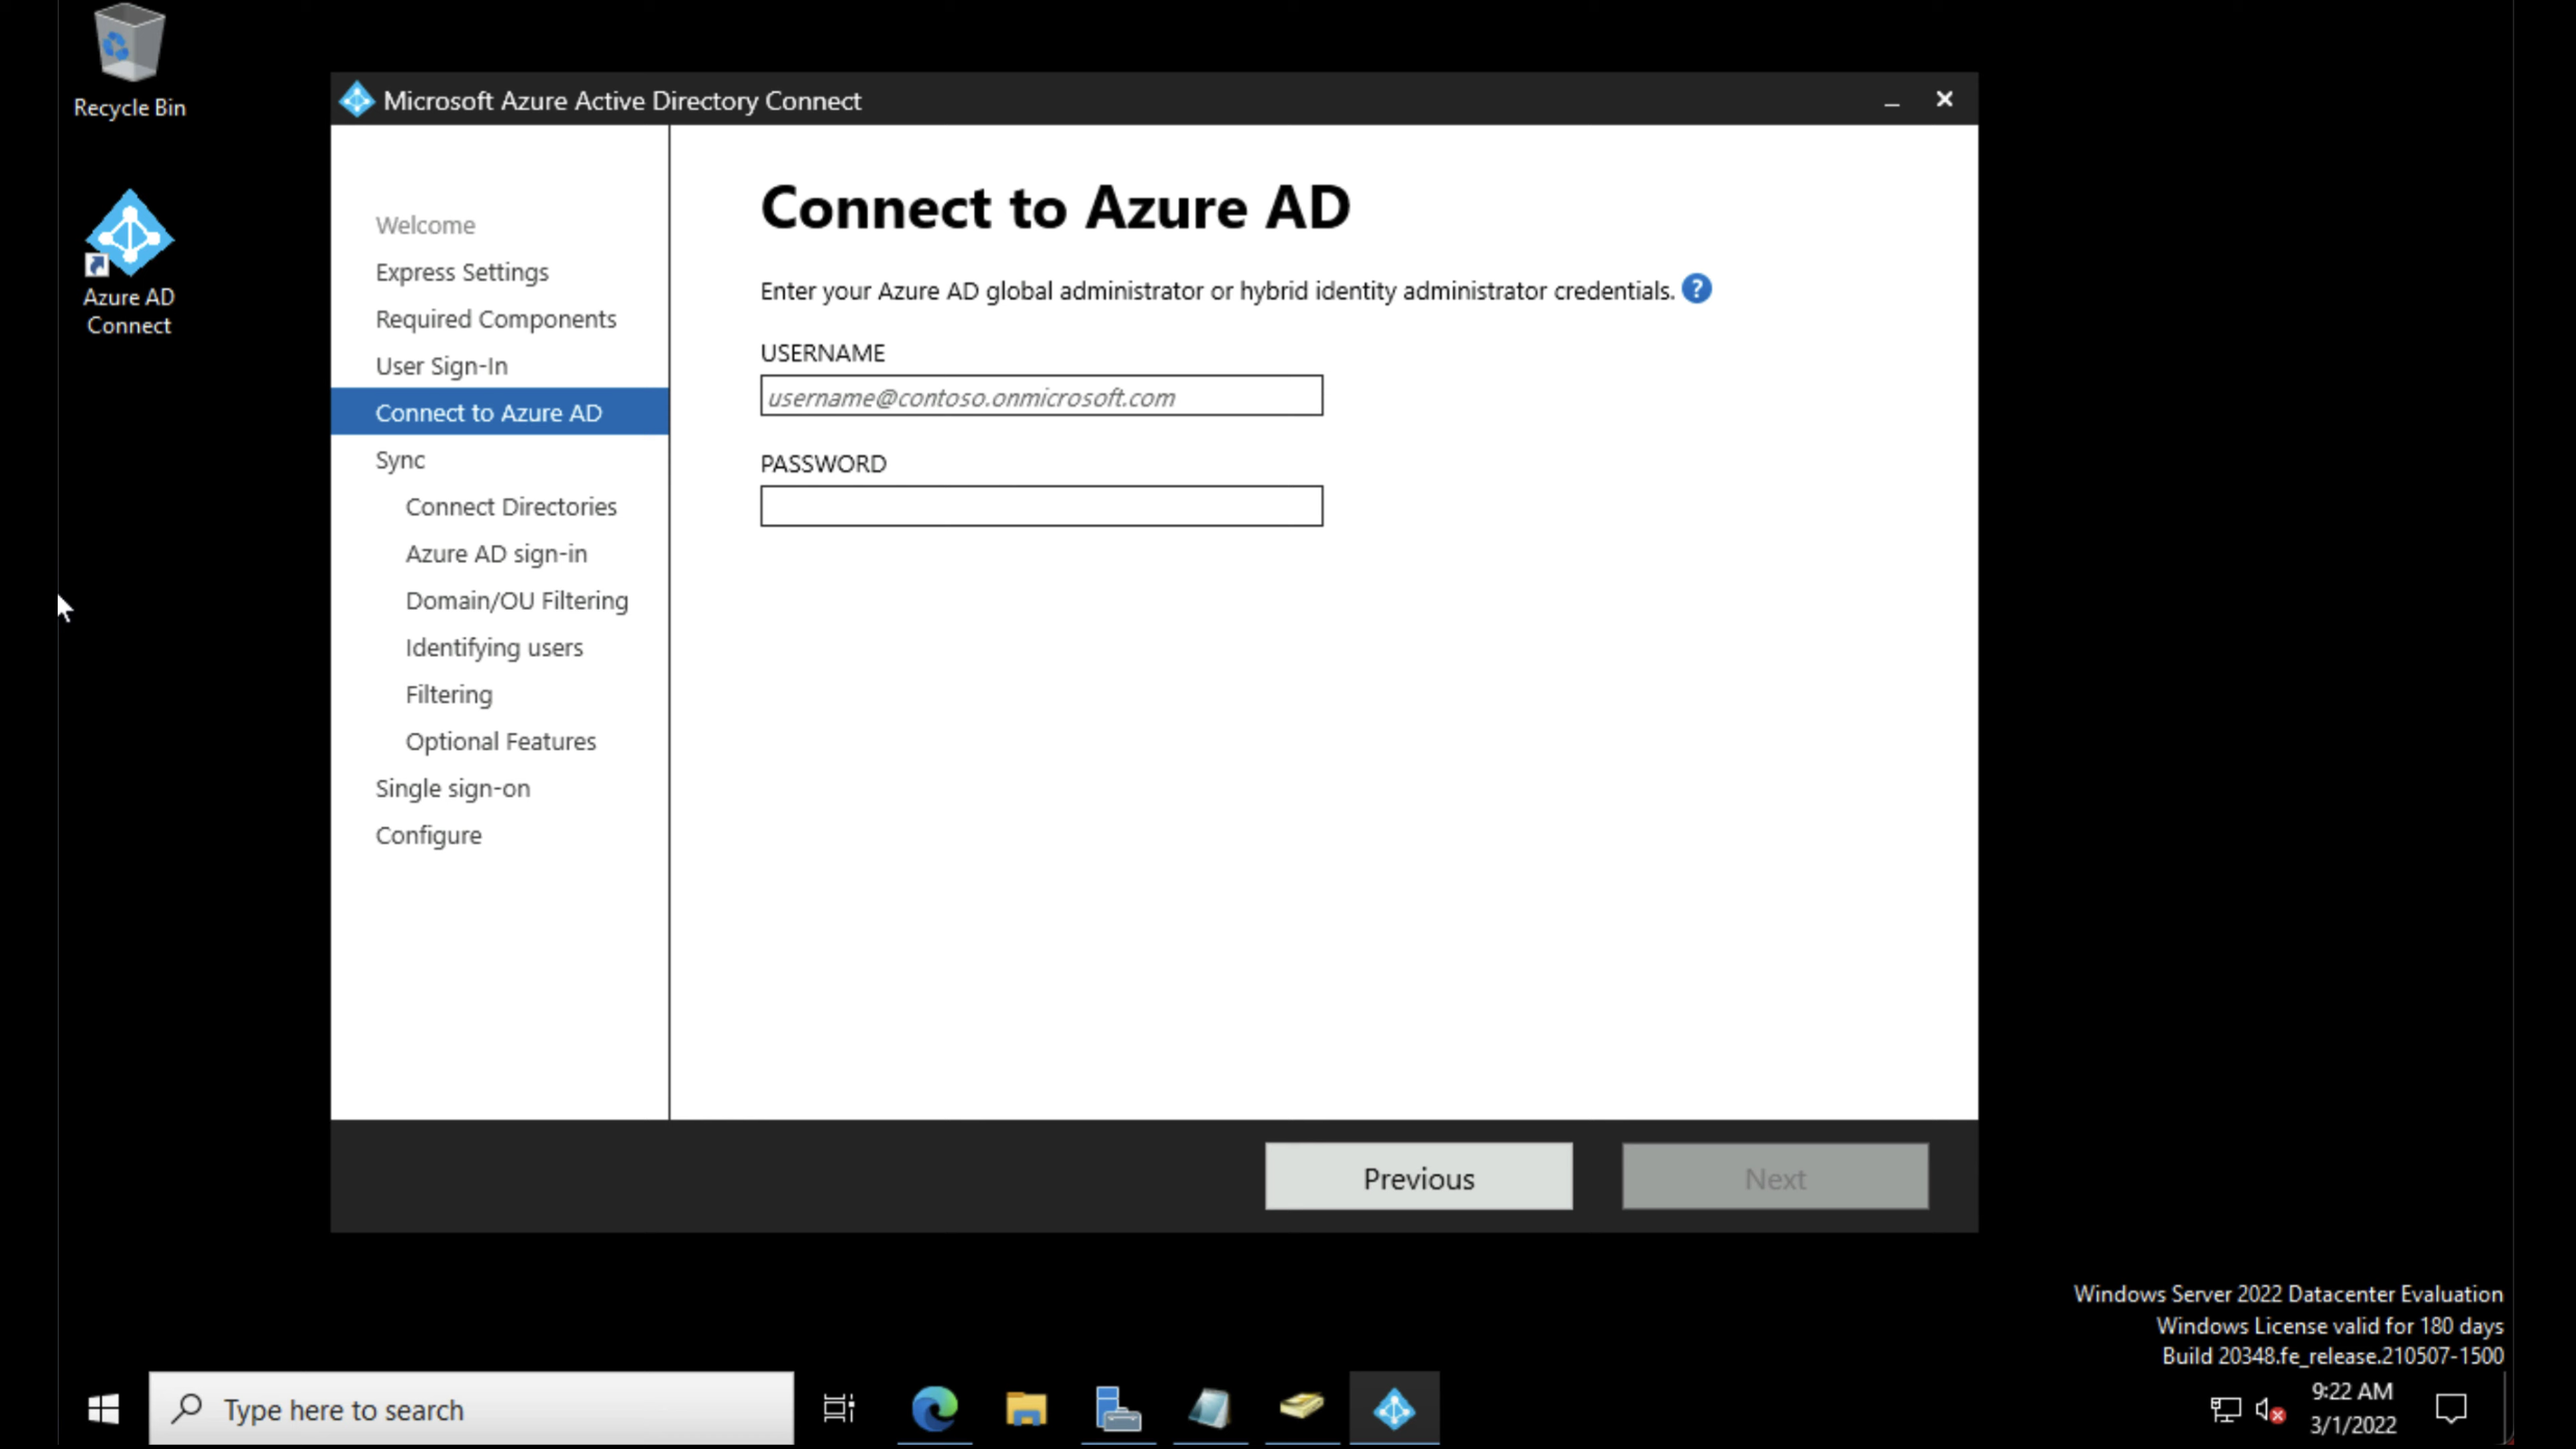 Recycle Bin
Azure AD
Connect
Microsoft Azure Active Directory Connect
Welcome
Express Settings
Required Components
User Sign-In
Connect to Azure AD
Sync
Connect Directories
Azure AD sign-in
Domain/OU Filtering
Identifying users
Filtering
Optional Features
Single sign-on
Configure
Connect to Azure AD
Enter your Azure AD global administrator or hybrid identity administrator credentials. ?
USERNAME
username@contoso.onmicrosoft.com
PASSWORD
Previous
Next
Windows Server 2022 Datacenter Evaluation
Windows License valid for 180 days
Build 20348.fe_release.210507-1500
Type here to search
9:22 AM
3/1/2022